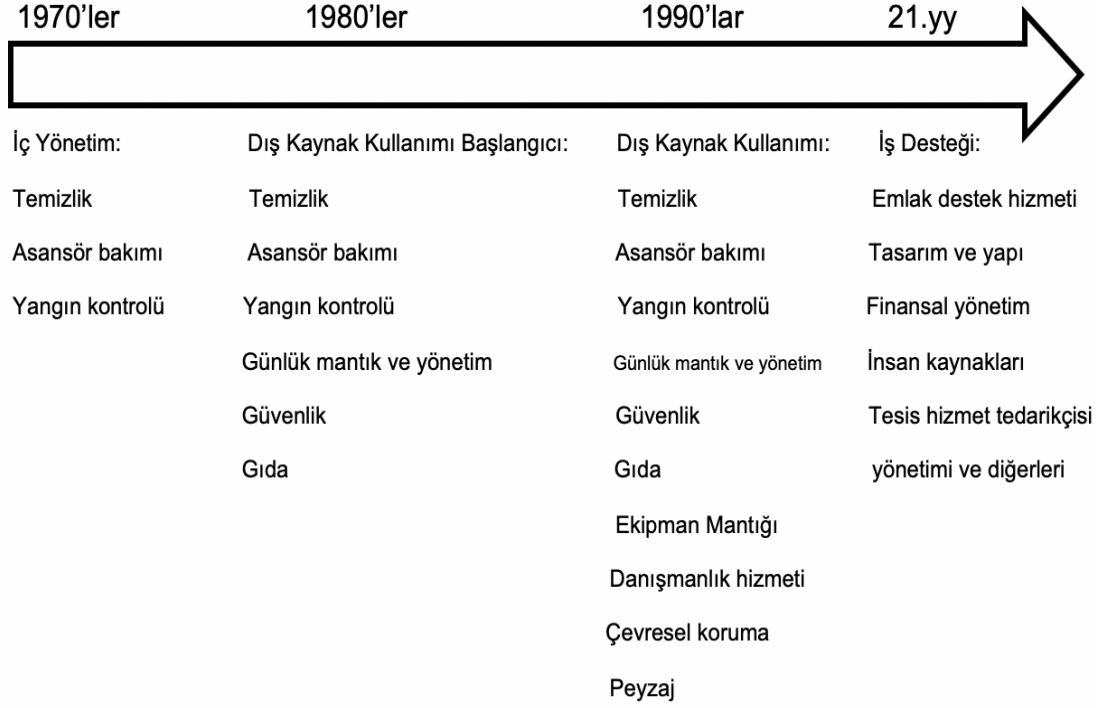 1970’ler
1980’ler
1990’lar
21.yy
İç Yönetim:
Temizlik
Asansör bakımı
Yangın kontrolü
Dış Kaynak Kullanımı Başlangıcı:
Temizlik
Asansör bakımı
Yangın kontrolü
Günlük mantık ve yönetim
Güvenlik
Gıda
Dış Kaynak Kullanımı:
Temizlik
Asansör bakımı
Yangın kontrolü
Günlük mantık ve yönetim
Güvenlik
Gıda
Ekipman Mantığı
Danışmanlık hizmeti
Çevresel koruma
Peyzaj
İş Desteği:
Emlak destek hizmeti
Tasarım ve yapı
Finansal yönetim
İnsan kaynakları
Tesis hizmet tedarikçisi
yönetimi ve diğerleri